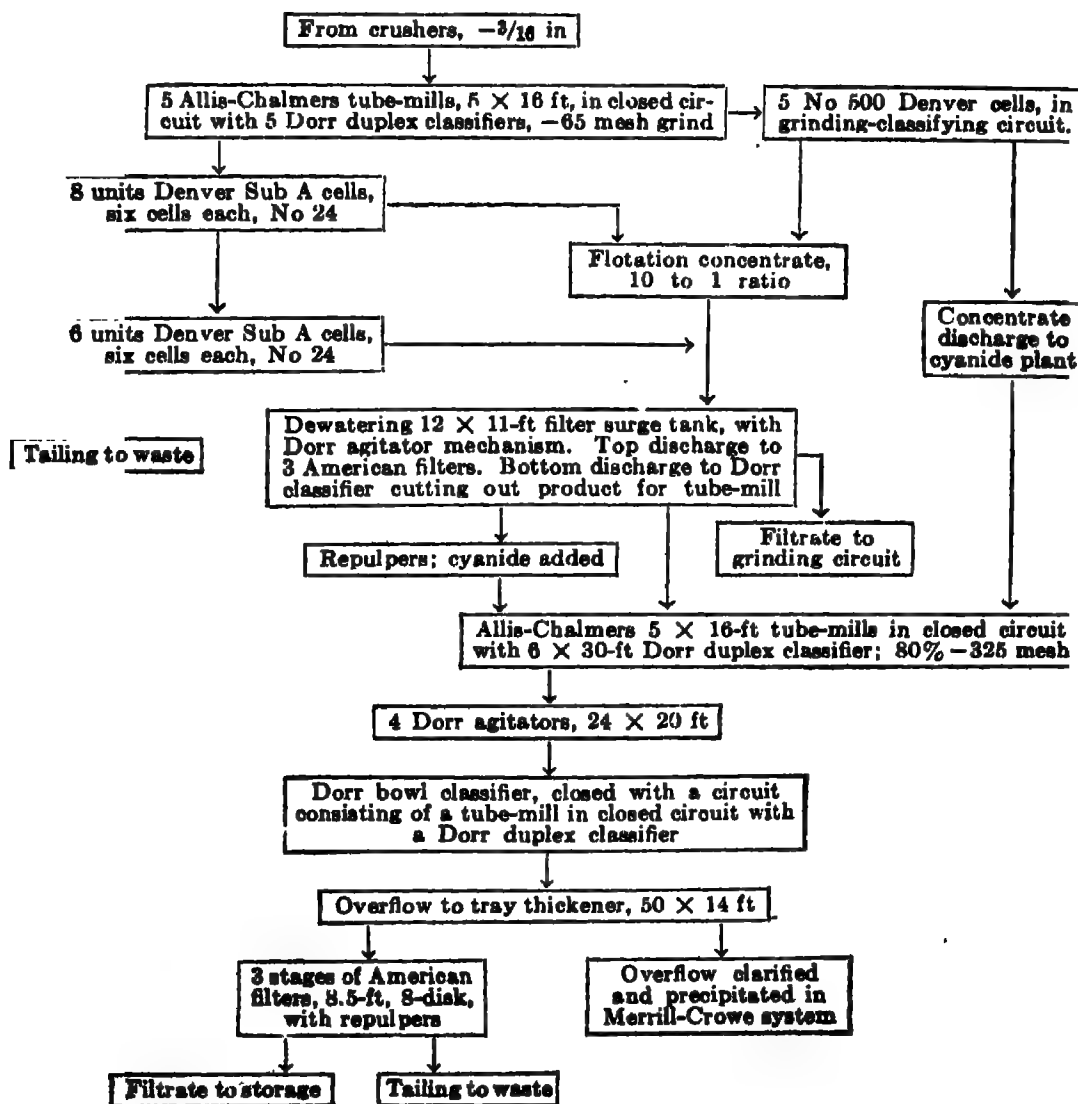 From crushers, −3/16 in
5 Allis-Chalmers tube-mills, 5 × 16 ft, in closed cir-
cuit with 5 Dorr duplex classifiers, −65 mesh grind
5 No 500 Denver cells, in
grinding-classifying circuit.
8 units Denver Sub A cells,
six cells each, No 24
Flotation concentrate,
10 to 1 ratio
6 units Denver Sub A cells,
six cells each, No 24
Concentrate
discharge to
cyanide plant
Tailing to waste
Dewatering 12 × 11-ft filter surge tank, with
Dorr agitator mechanism. Top discharge to
3 American filters. Bottom discharge to Dorr
classifier cutting out product for tube-mill
Filtrate to
grinding circuit
Repulpers; cyanide added
Allis-Chalmers 5 × 16-ft tube-mills in closed circuit
with 6 × 30-ft Dorr duplex classifier; 80% −325 mesh
4 Dorr agitators, 24 × 20 ft
Dorr bowl classifier, closed with a circuit
consisting of a tube-mill in closed circuit with
a Dorr duplex classifier
Overflow to tray thickener, 50 × 14 ft
3 stages of American
filters, 8.5-ft, 8-disk,
with repulpers
Overflow clarified
and precipitated in
Merrill-Crowe system
Filtrate to storage
Tailing to waste